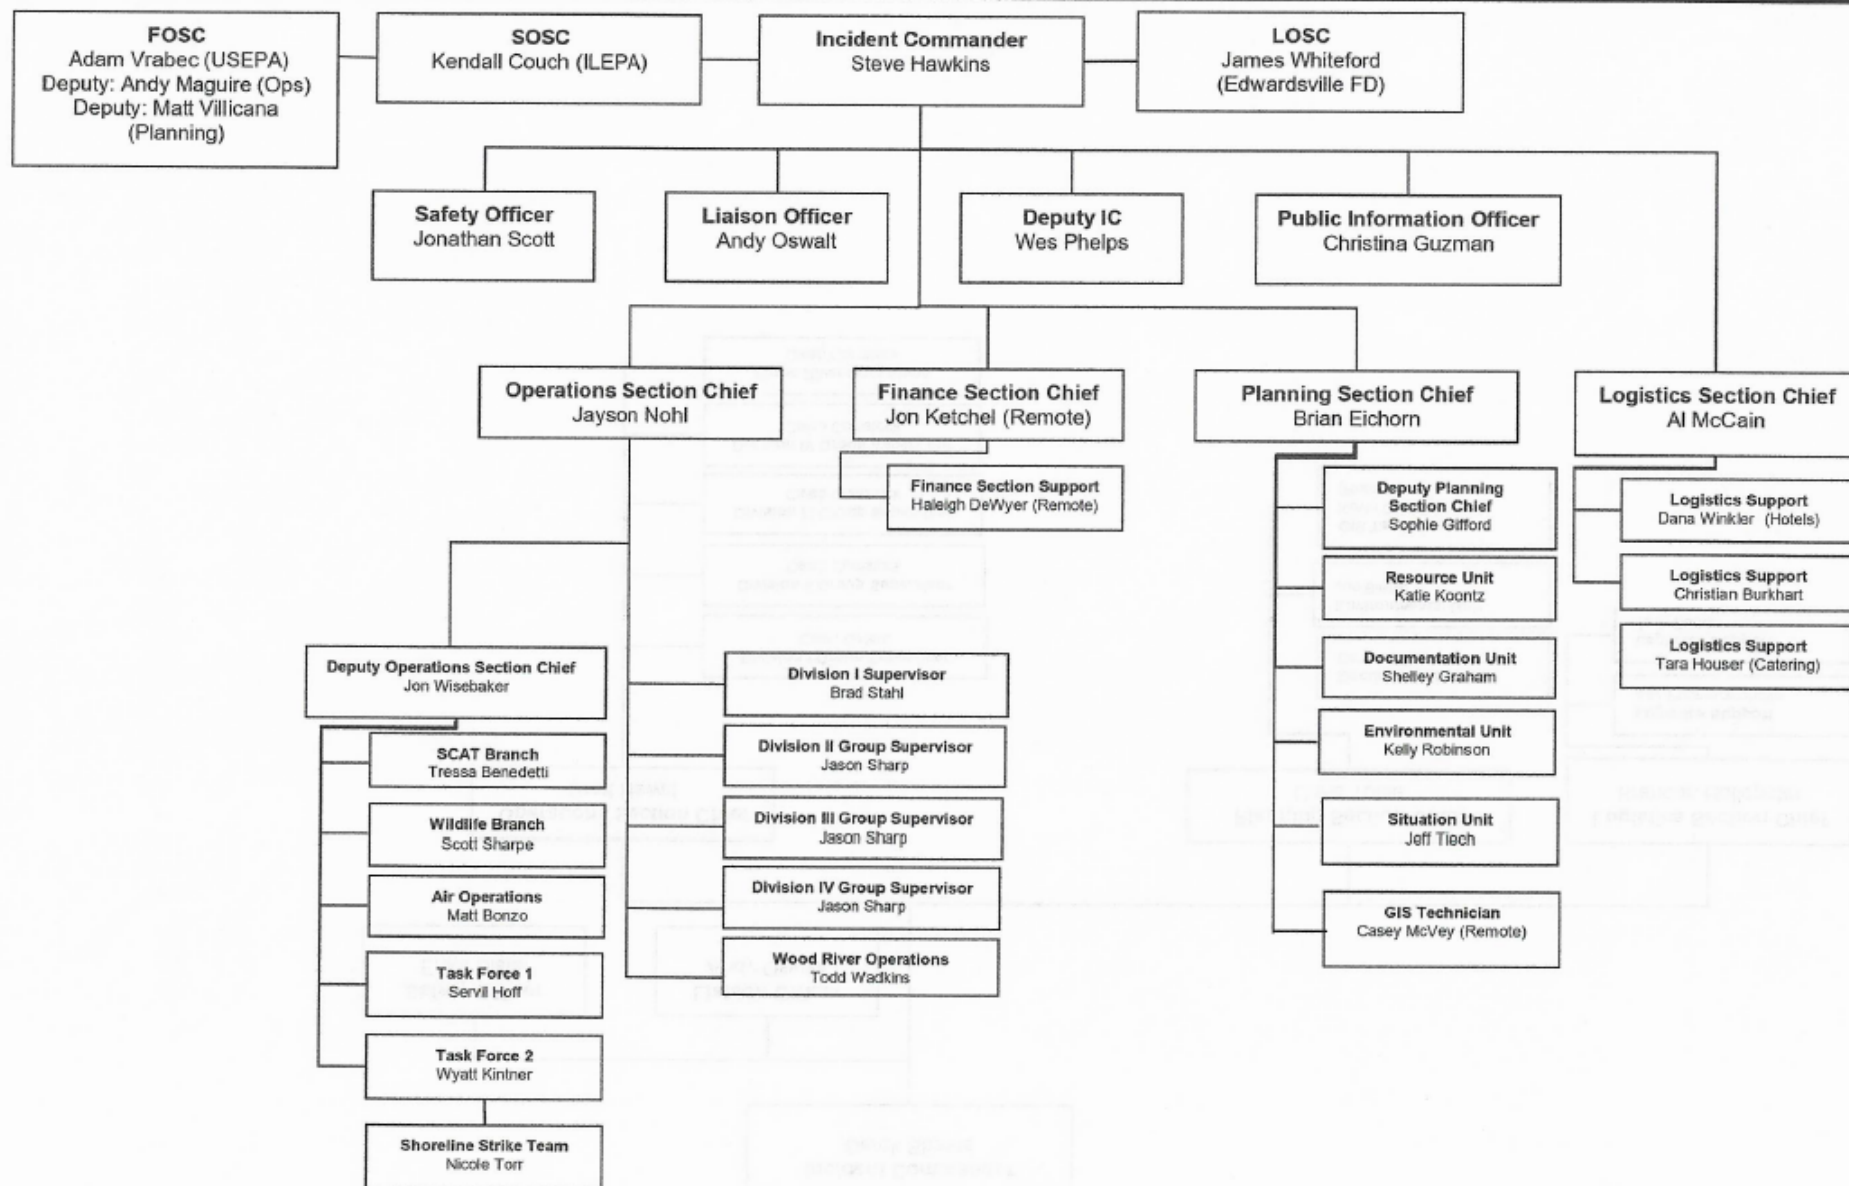 FOSC
Adam Vrabec (USEPA)
Deputy: Andy Maguire (Ops)
Deputy: Matt Villicana
(Planning)
SOSC
Kendall Couch (ILEPA)
Incident Commander
Steve Hawkins
LOSC
James Whiteford
(Edwardsville FD)
Safety Officer
Jonathan Scott
Liaison Officer
Andy Oswalt
Deputy IC
Wes Phelps
Public Information Officer
Christina Guzman
Operations Section Chief
Jayson Nohl
Finance Section Chief
Jon Ketchel (Remote)
Planning Section Chief
Brian Eichorn
Logistics Section Chief
Al McCain
Finance Section Support
Haleigh DeWyer (Remote)
Deputy Planning
Section Chief
Sophie Gifford
Resource Unit
Katie Koontz
Documentation Unit
Shelley Graham
Environmental Unit
Kelly Robinson
Situation Unit
Jeff Tiech
GIS Technician
Casey McVey (Remote)
Logistics Support
Dana Winkler (Hotels)
Logistics Support
Christian Burkhart
Logistics Support
Tara Houser (Catering)
Deputy Operations Section Chief
Jon Wisebaker
SCAT Branch
Tressa Benedetti
Wildlife Branch
Scott Sharpe
Air Operations
Matt Bonzo
Task Force 1
Servil Hoff
Task Force 2
Wyatt Kintner
Shoreline Strike Team
Nicole Torr
Division I Supervisor
Brad Stahl
Division II Group Supervisor
Jason Sharp
Division III Group Supervisor
Jason Sharp
Division IV Group Supervisor
Jason Sharp
Wood River Operations
Todd Wadkins